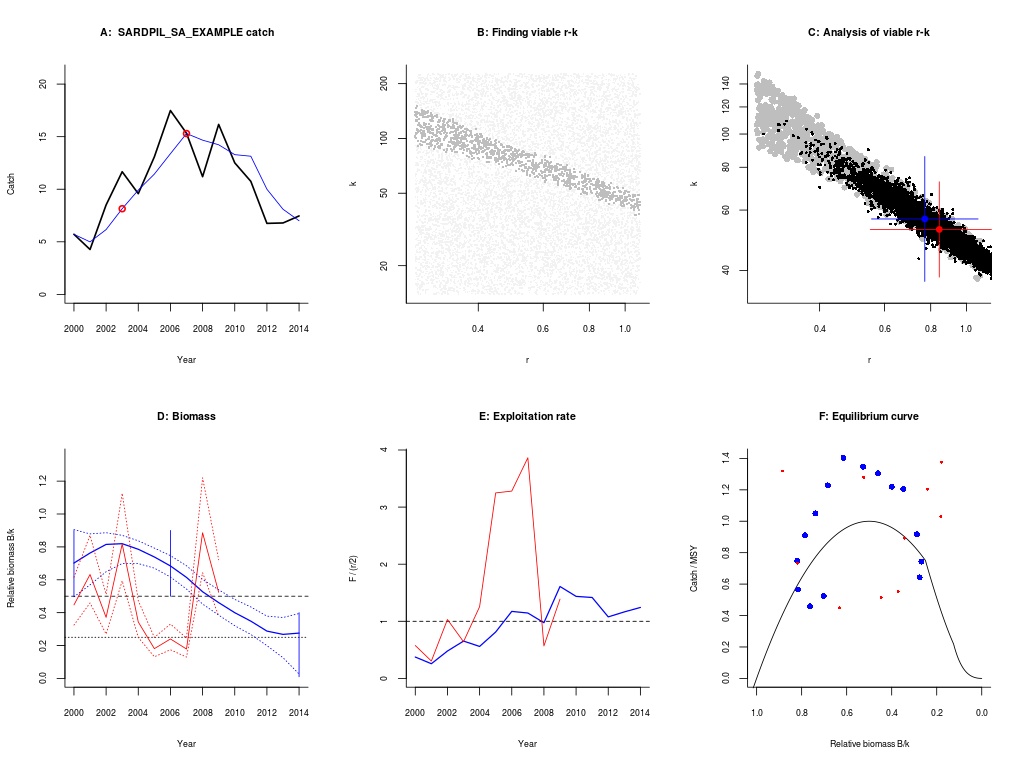 A: SARDPIL_SA_EXAMPLE catch
Catch
20
15
10
5
0
2000 2002 2004 2006 2008 2010 2012 2014
Year
B: Finding viable r-k
k
200
100
50
20
0.4 0.6 0.8 1.0
r
C: Analysis of viable r-k
k
140
120
100
80
60
40
0.4 0.6 0.8 1.0
r
D: Biomass
Relative biomass B/k
1.2
1.0
0.8
0.6
0.4
0.2
0.0
2000 2002 2004 2006 2008 2010 2012 2014
Year
E: Exploitation rate
F / (r/2)
4
3
2
1
0
2000 2002 2004 2006 2008 2010 2012 2014
Year
F: Equilibrium curve
Catch / MSY
1.4
1.2
1.0
0.8
0.6
0.4
0.2
0.0
1.0 0.8 0.6 0.4 0.2 0.0
Relative biomass B/k